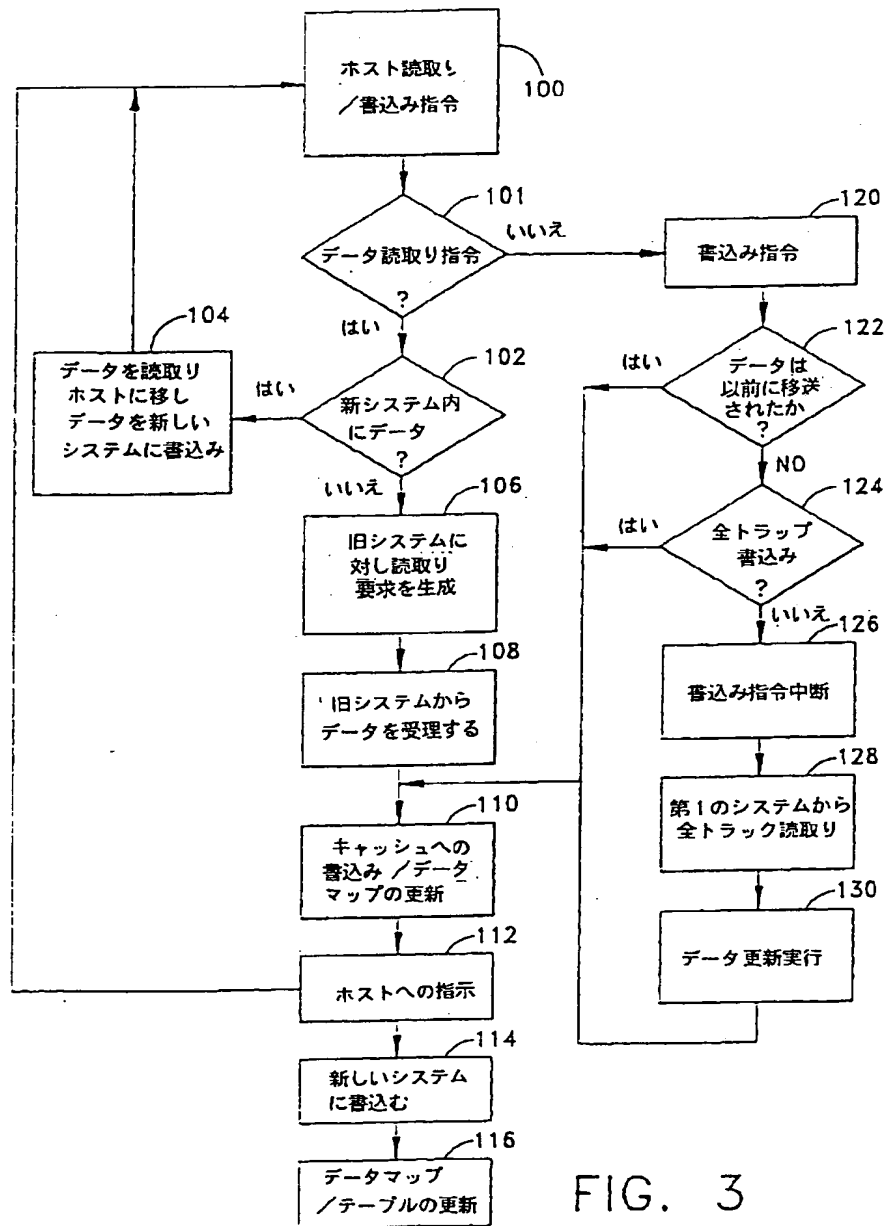 ホスト読取り
／書込み指令
100
101
データ読取り指令
?
いいえ
はい
120
書込み指令
104
データを読取り
ホストに移し
データを新しい
システムに書込み
はい
102
新システム内
にデータ
?
いいえ
はい
122
データは
以前に移送
されたか
?
NO
106
旧システムに
対し読取り
要求を生成
はい
124
全トラップ
書込み
?
いいえ
108
旧システムから
データを受理する
126
書込み指令中断
110
キャッシュへの
書込み／データ
マップの更新
128
第1のシステムから
全トラック読取り
112
ホストへの指示
130
データ更新実行
114
新しいシステム
に書込む
116
データマップ
／テーブルの更新
FIG. 3